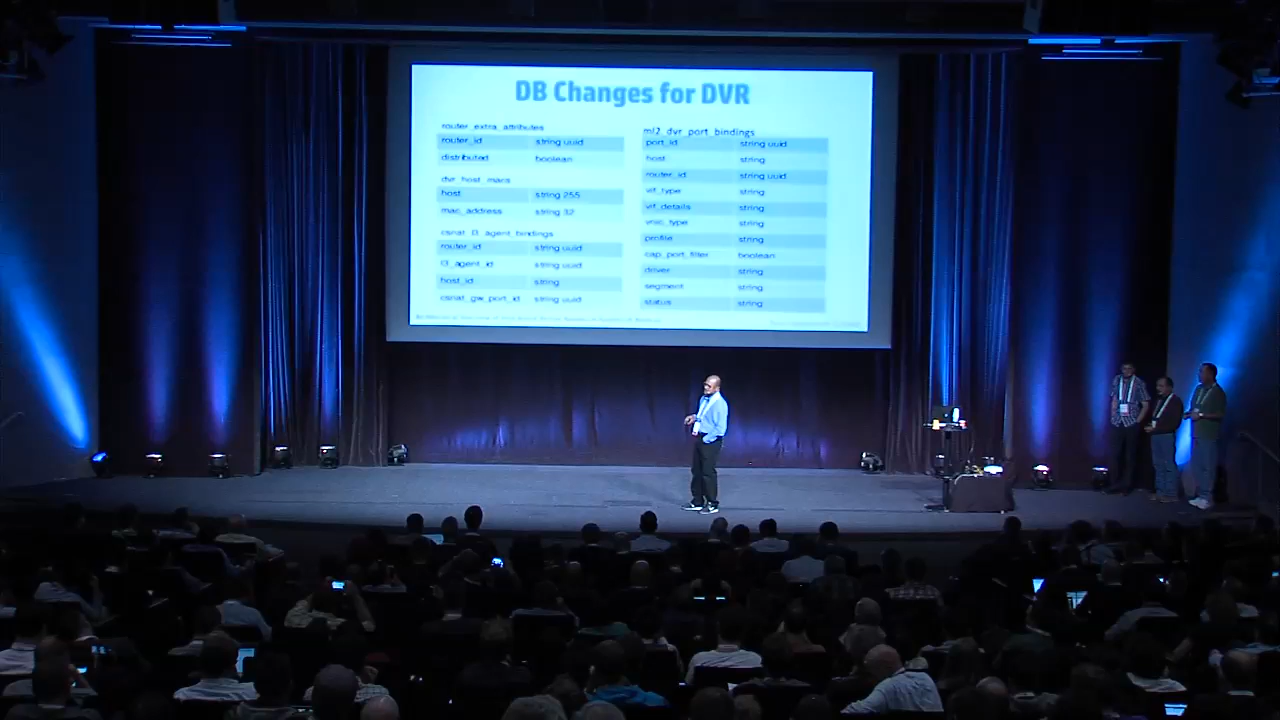 DB Changes for DVR
router_extra_attributes
router_id string uuid
distributed boolean
dvr_host_macs
host string 255
mac_address string 32
csnat_l3_agent_bindings
router_id string uuid
l3_agent_id string uuid
host_id string
csnat_gw_port_id string uuid
ml2_dvr_port_bindings
port_id string uuid
host string
router_id string uuid
vif_type string
vif_details string
vnic_type string
profile string
cap_port_filter boolean
driver string
segment string
status string